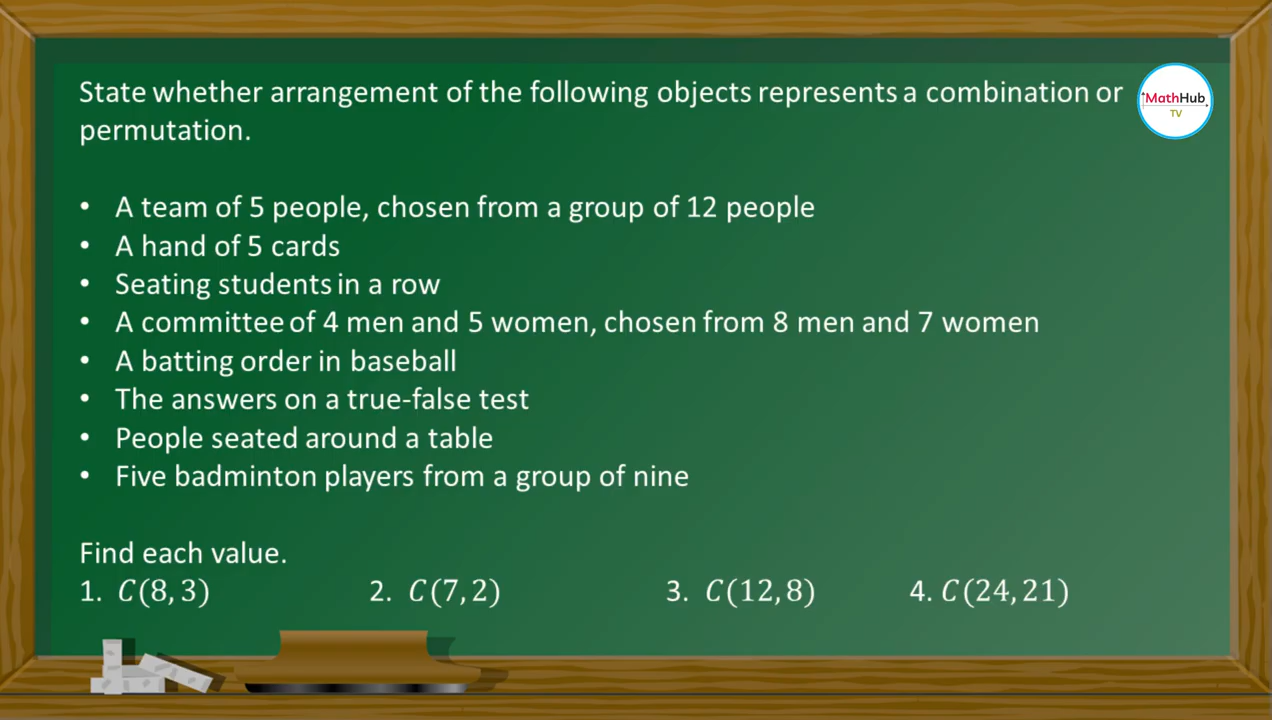 State whether arrangement of the following objects represents a combination or
permutation.
MathHub
TV
• A team of 5 people, chosen from a group of 12 people
• A hand of 5 cards
• Seating students in a row
• A committee of 4 men and 5 women, chosen from 8 men and 7 women
• A batting order in baseball
• The answers on a true-false test
• People seated around a table
• Five badminton players from a group of nine
Find each value.
1. C(8, 3) 2. C(7, 2) 3. C(12, 8) 4. C(24, 21)